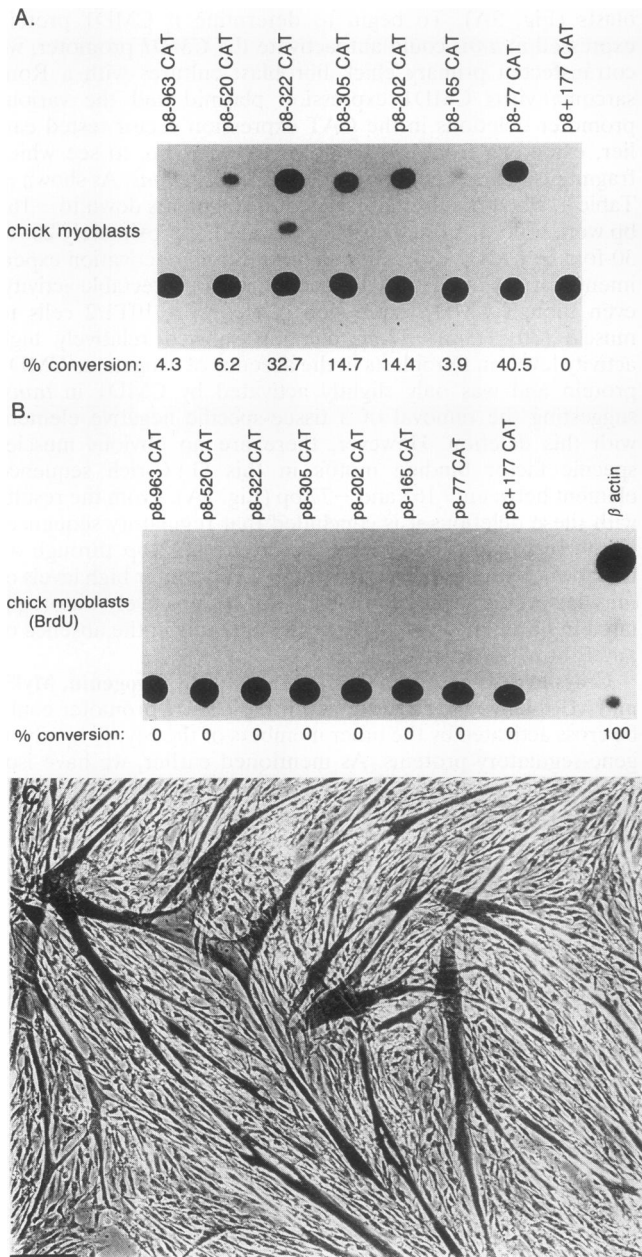 A.
p8-963 CAT
p8-520 CAT
p8-322 CAT
p8-305 CAT
p8-202 CAT
p8-165 CAT
p8-77 CAT
p8+177 CAT
chick myoblasts
% conversion: 4.3 6.2 32.7 14.7 14.4 3.9 40.5 0
B.
p8-963 CAT
p8-520 CAT
p8-322 CAT
p8-305 CAT
p8-202 CAT
p8-165 CAT
p8-77 CAT
p8+177 CAT
β actin
chick myoblasts
(BrdU)
% conversion: 0 0 0 0 0 0 0 0 100
C.